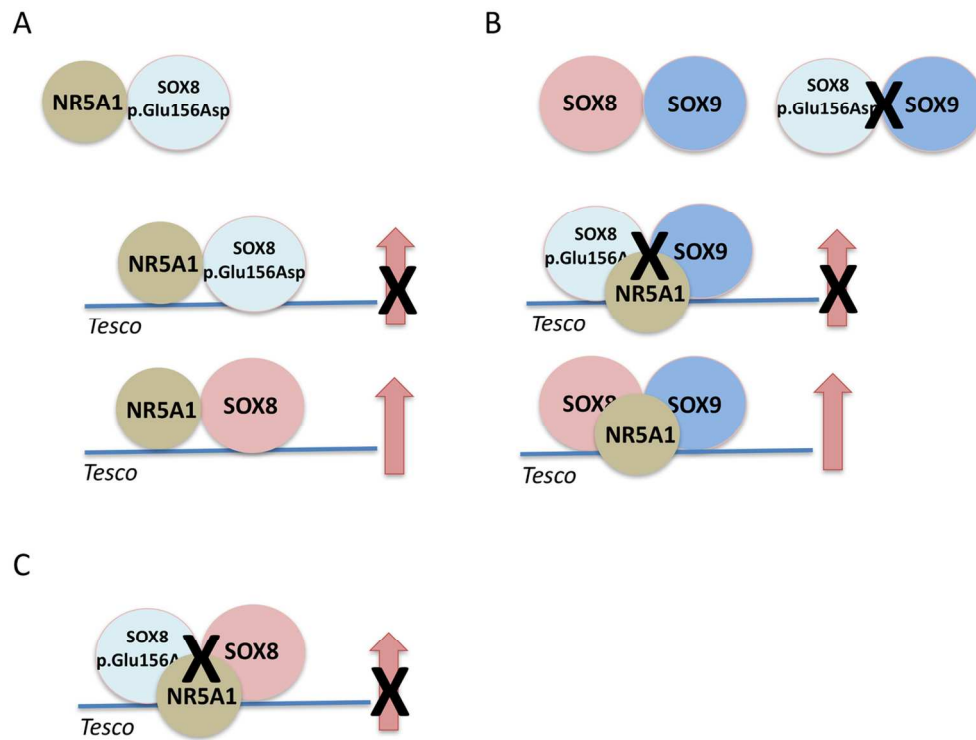 A
NR5A1
SOX8
p.Glu156Asp
NR5A1
SOX8
p.Glu156Asp
Tesco
NR5A1
SOX8
Tesco
B
SOX8
SOX9
SOX8
p.Glu156Asp
SOX9
X
SOX8
p.Glu156A
SOX9
X
NR5A1
X
Tesco
SOX8
SOX9
NR5A1
Tesco
C
SOX8
p.Glu156A
SOX8
X
NR5A1
X
Tesco